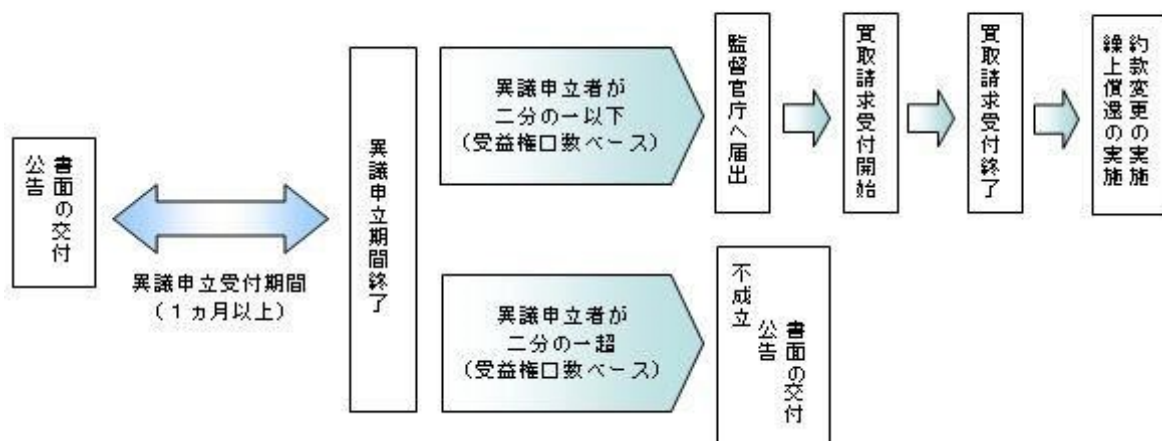 書面の交付
公告
異議申立受付期間
（１ヵ月以上）
異議申立期間終了
異議申立者が
二分の一以下
（受益権口数ベース）
監督官庁へ届出
買取請求受付開始
買取請求受付終了
約款変更の実施
繰上償還の実施
異議申立者が
二分の一超
（受益権口数ベース）
不成立
書面の交付
公告